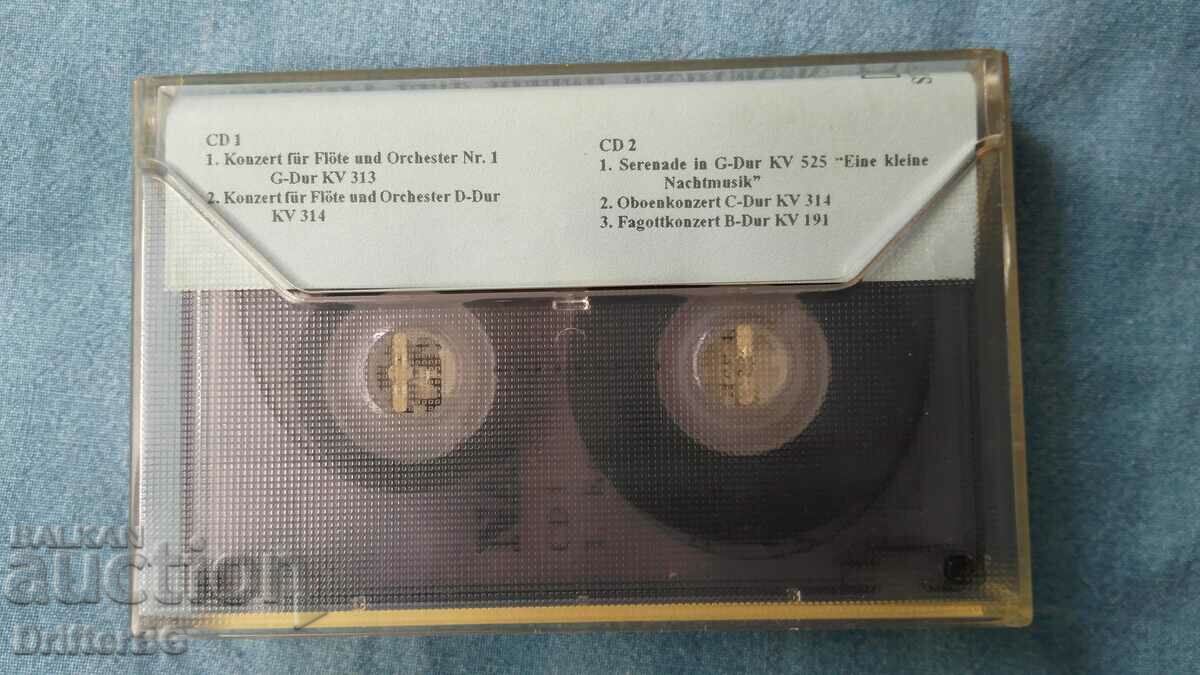 CD 1
1. Konzert für Flöte und Orchester Nr. 1
G-Dur KV 313
2. Konzert für Flöte und Orchester D-Dur
KV 314
CD 2
1. Serenade in G-Dur KV 525 "Eine kleine
Nachtmusik"
2. Oboenkonzert C-Dur KV 314
3. Fagottkonzert B-Dur KV 191
BALKAN
auction
DrifterBG